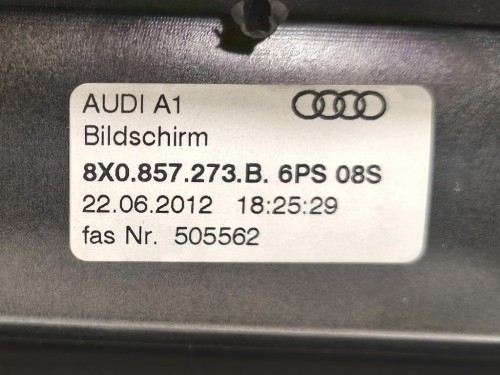 AUDI A1
Bildschirm
8X0.857.273.B. 6PS 08S
22.06.2012 18:25:29
fas Nr. 505562